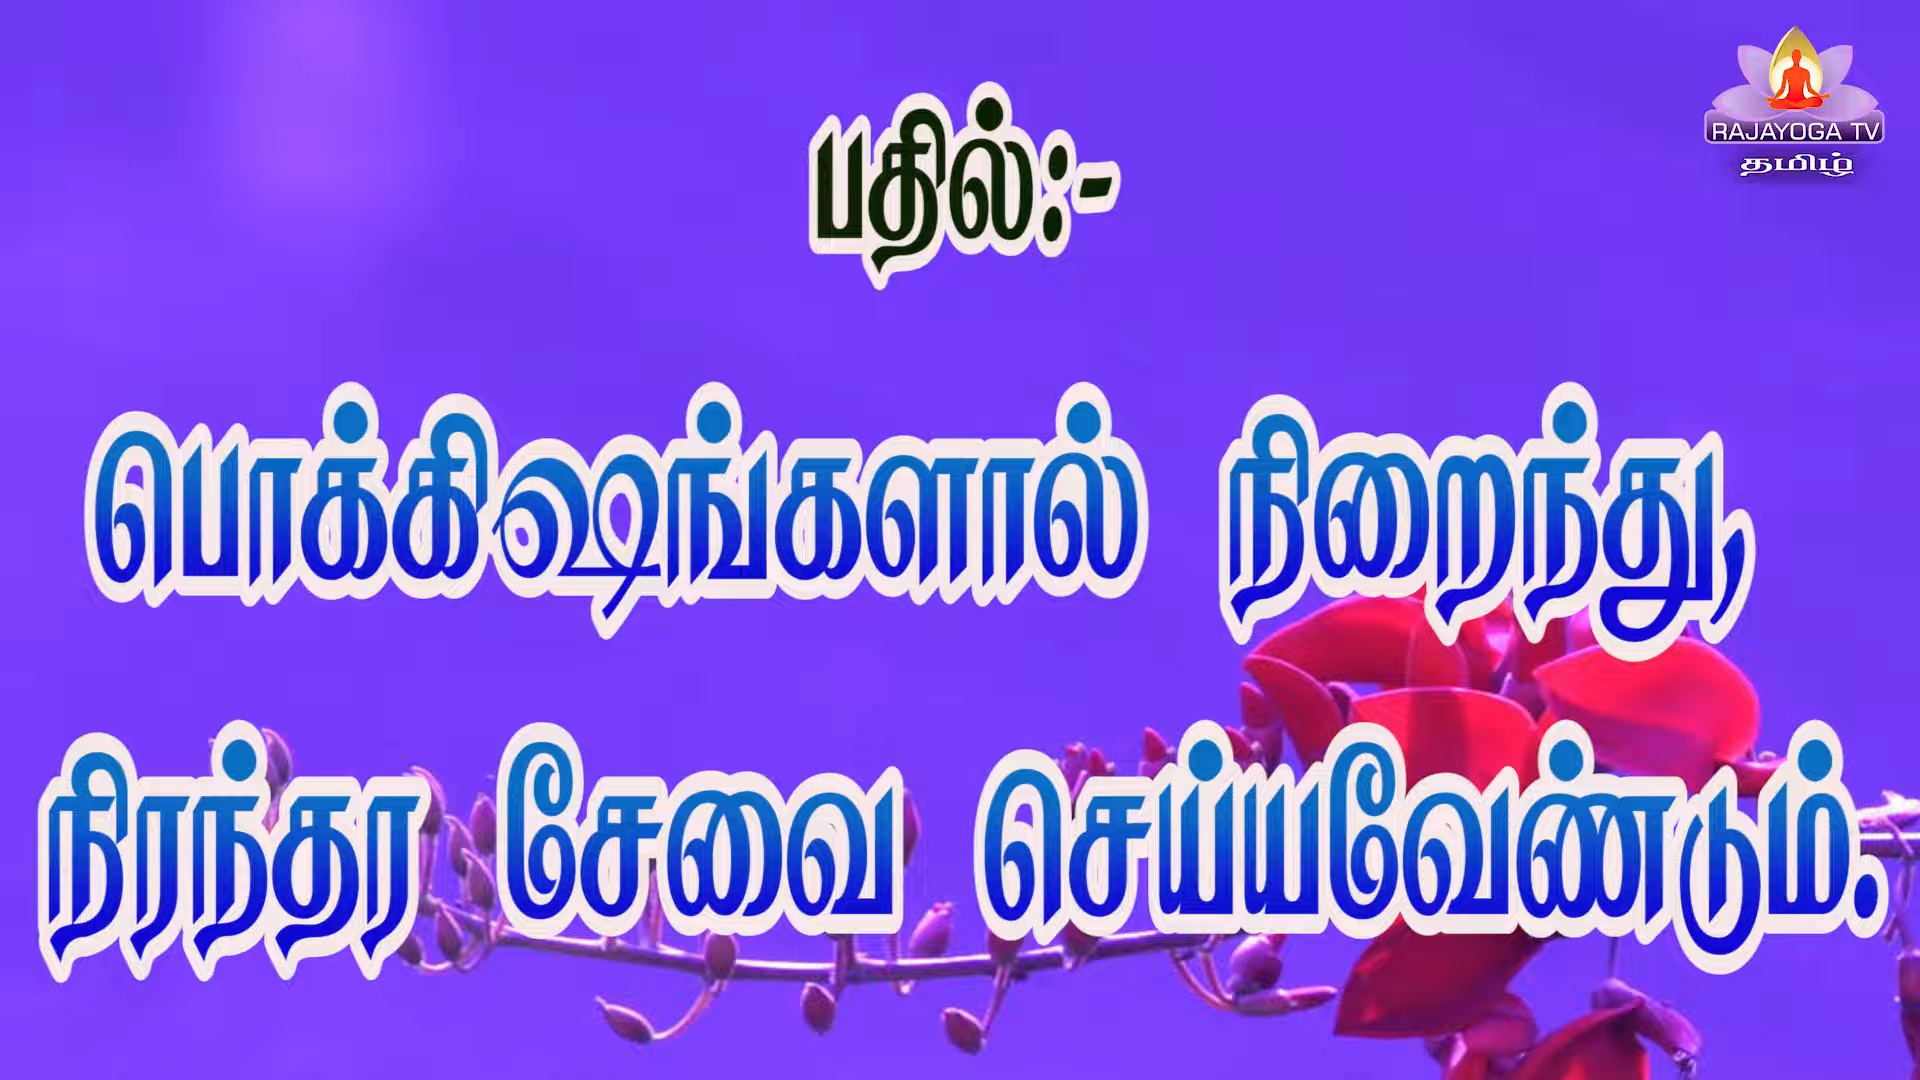 RAJAYOGA TV
தமிழ்
பதில்:-
பொக்கிஷங்களால் நிறைந்து,
நிரந்தர சேவை செய்யவேண்டும்.